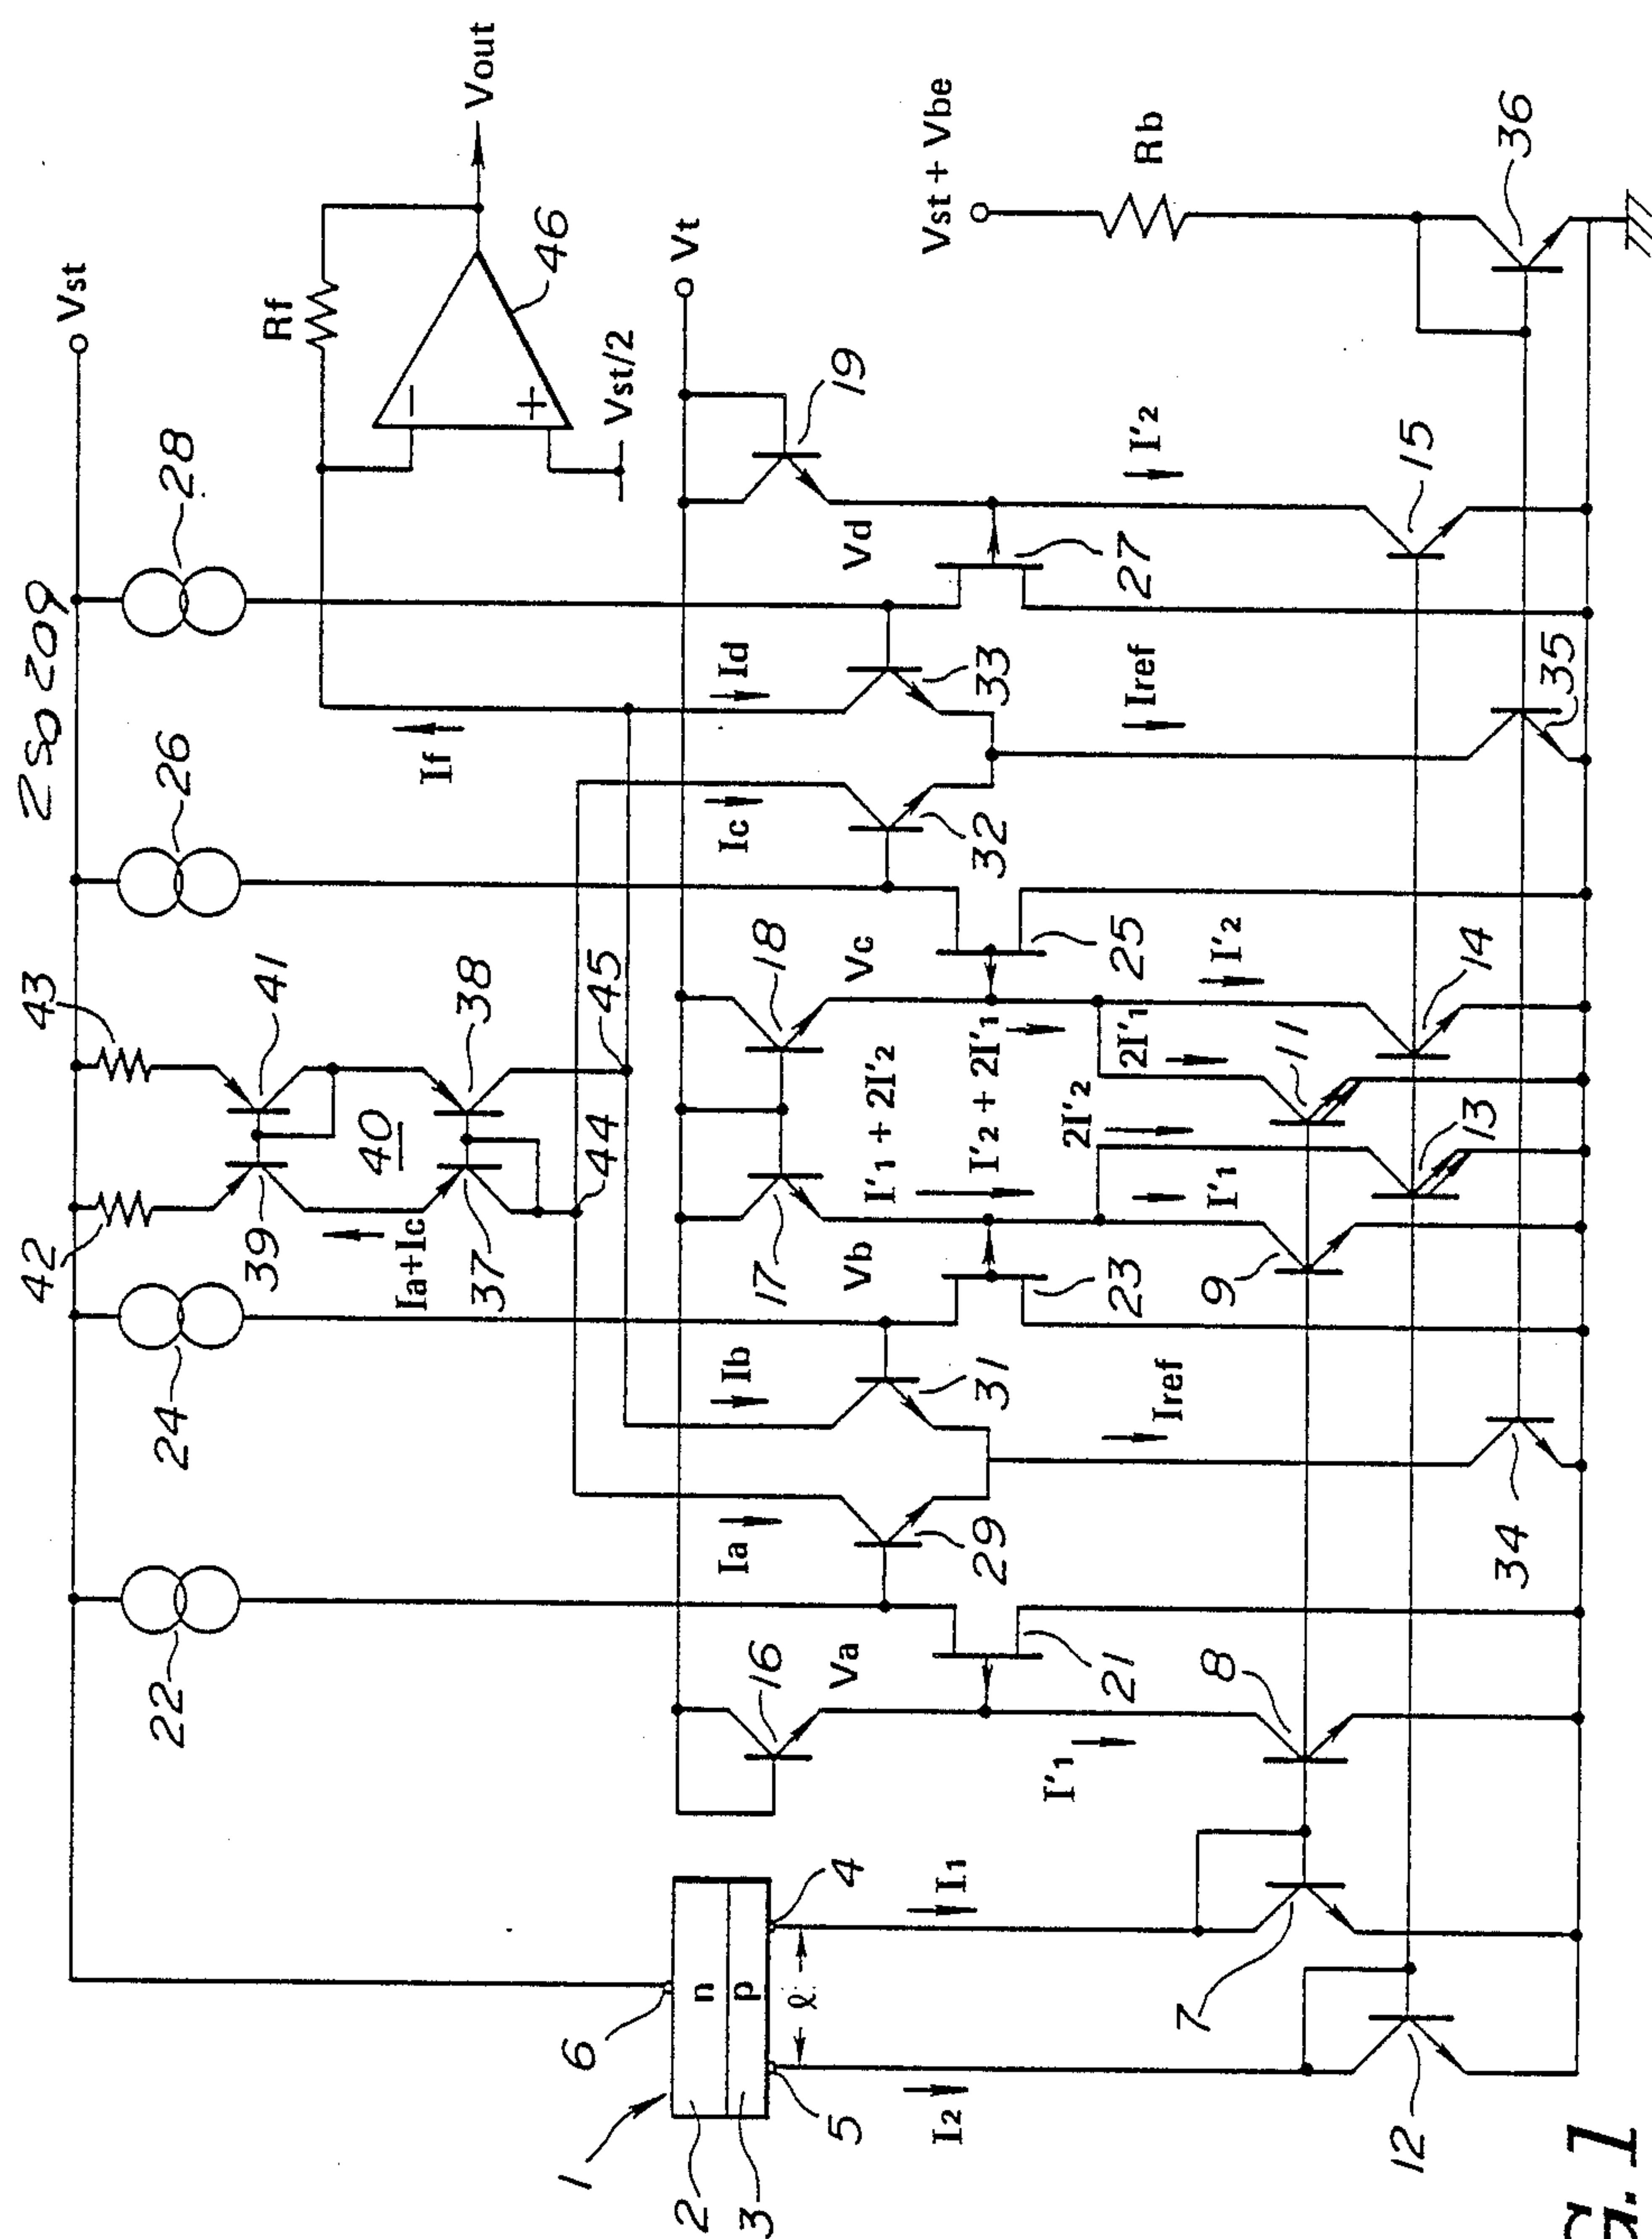 2S0 209
Vst
43
26
28
42
24
22
41
39
40
38
37
Ia+Ic
44
45
Rf
If
46
Vout
Vst/2
Vt
Ia
Ib
Ic
Id
29
31
32
33
16
17
18
19
Va
Vb
Vc
Vd
21
23
25
27
Vst + Vbe
Rb
I'1
I'1 + 2I'2
I'2 + 2I'1
2I'2
2I'1
I'1
I'2
I'2
Iref
Iref
1
2
3
n
p
6
4
5
ℓ
I1
I2
7
8
9
11
12
13
14
15
34
35
36
G. 1